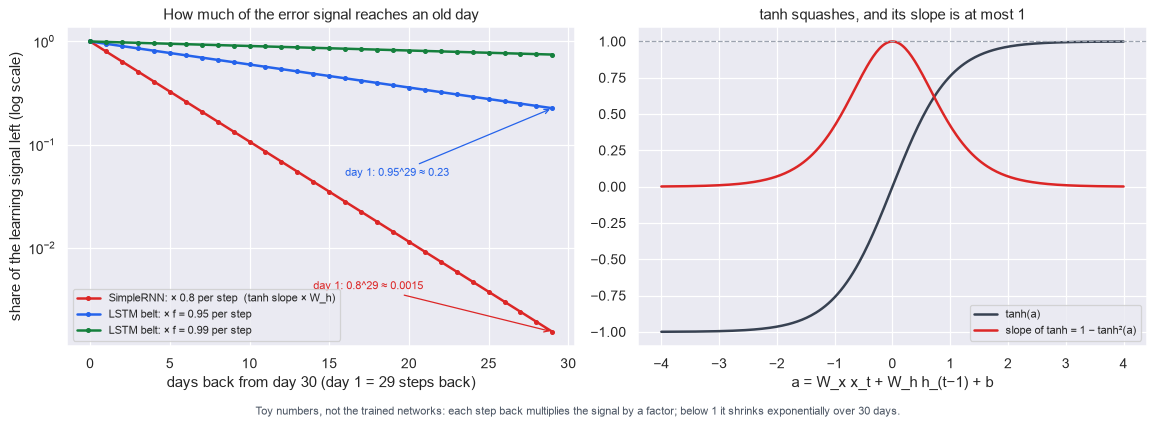 How much of the error signal reaches an old day
share of the learning signal left (log scale)
10^0
10^−1
10^−2
day 1: 0.95^29 ≈ 0.23
day 1: 0.8^29 ≈ 0.0015
SimpleRNN: × 0.8 per step  (tanh slope × W_h)
LSTM belt: × f = 0.95 per step
LSTM belt: × f = 0.99 per step
0 5 10 15 20 25 30
days back from day 30 (day 1 = 29 steps back)
tanh squashes, and its slope is at most 1
1.00
0.75
0.50
0.25
0.00
−0.25
−0.50
−0.75
−1.00
tanh(a)
slope of tanh = 1 − tanh²(a)
−4 −3 −2 −1 0 1 2 3 4
a = W_x x_t + W_h h_(t−1) + b
Toy numbers, not the trained networks: each step back multiplies the signal by a factor; below 1 it shrinks exponentially over 30 days.